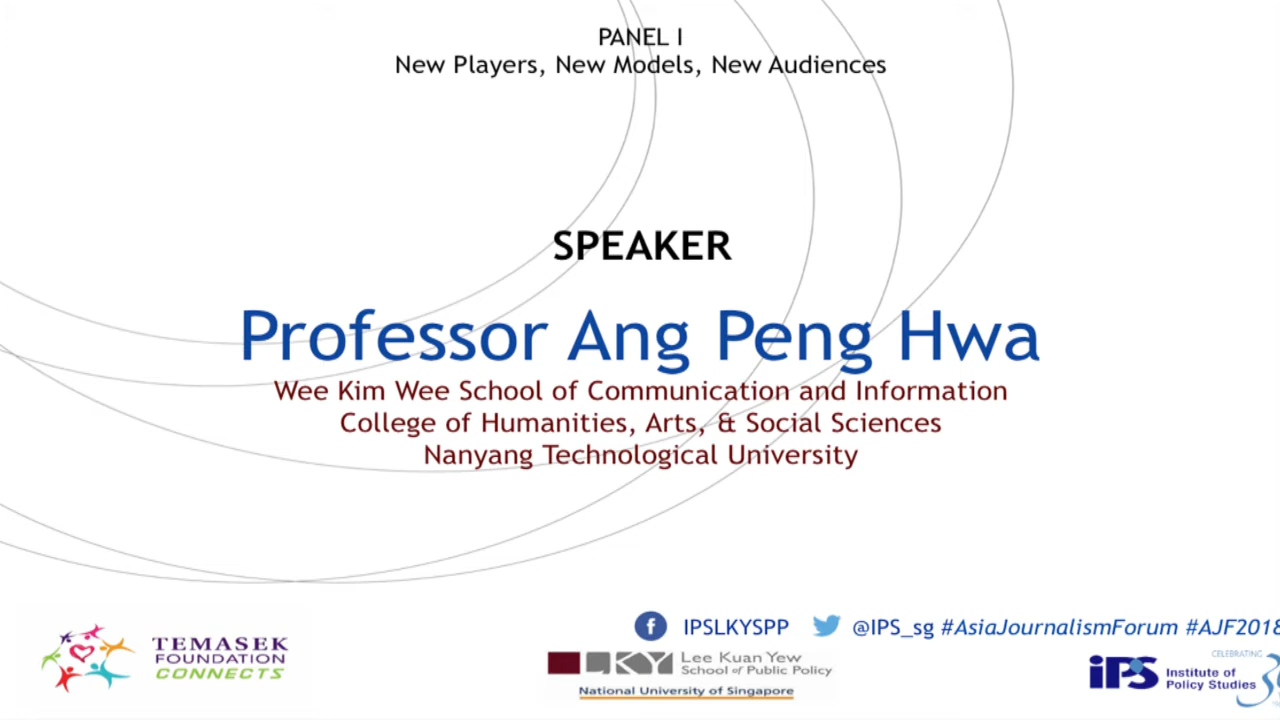 PANEL I
New Players, New Models, New Audiences
SPEAKER
Professor Ang Peng Hwa
Wee Kim Wee School of Communication and Information
College of Humanities, Arts, & Social Sciences
Nanyang Technological University
TEMASEK
FOUNDATION
CONNECTS
IPSLKYSPP
@IPS_sg #AsiaJournalismForum #AJF2018
LKY
Lee Kuan Yew
School of Public Policy
National University of Singapore
iPS
Institute of
Policy Studies
CELEBRATING